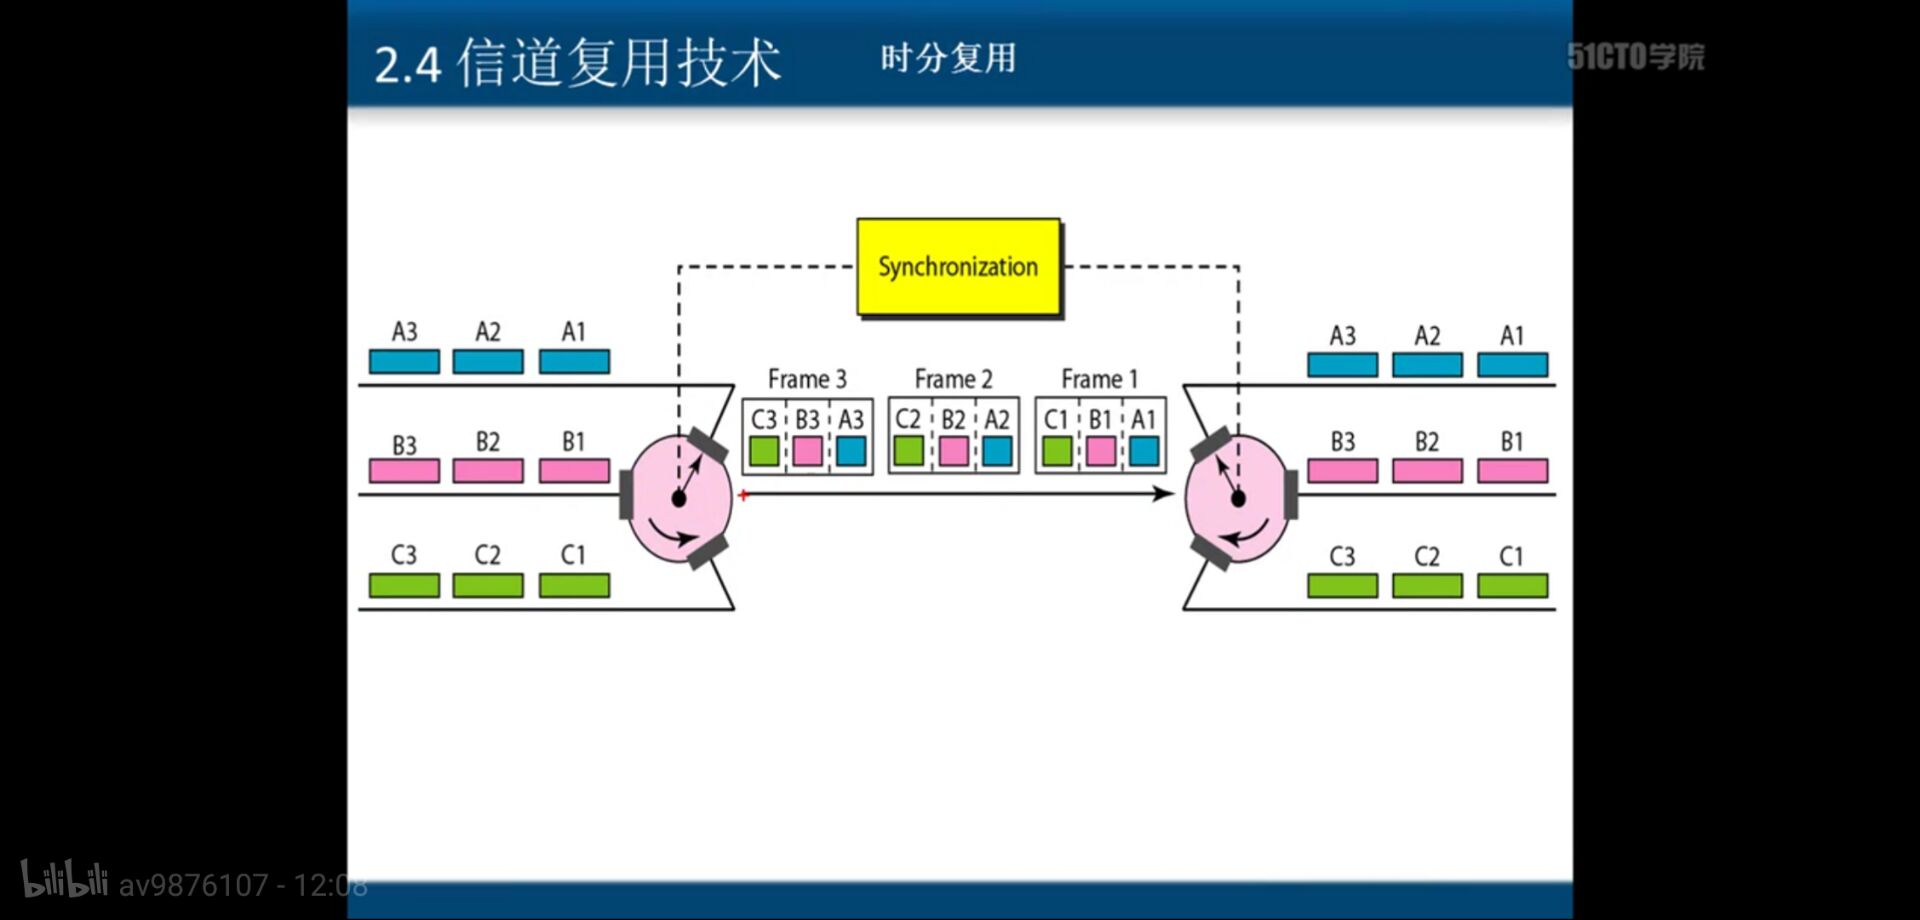 2.4 信道复用技术 时分复用
51CTO学院
Synchronization
A3 A2 A1
B3 B2 B1
C3 C2 C1
Frame 3 Frame 2 Frame 1
C3 B3 A3 C2 B2 A2 C1 B1 A1
A3 A2 A1
B3 B2 B1
C3 C2 C1
bilibili av9876107 - 12:08